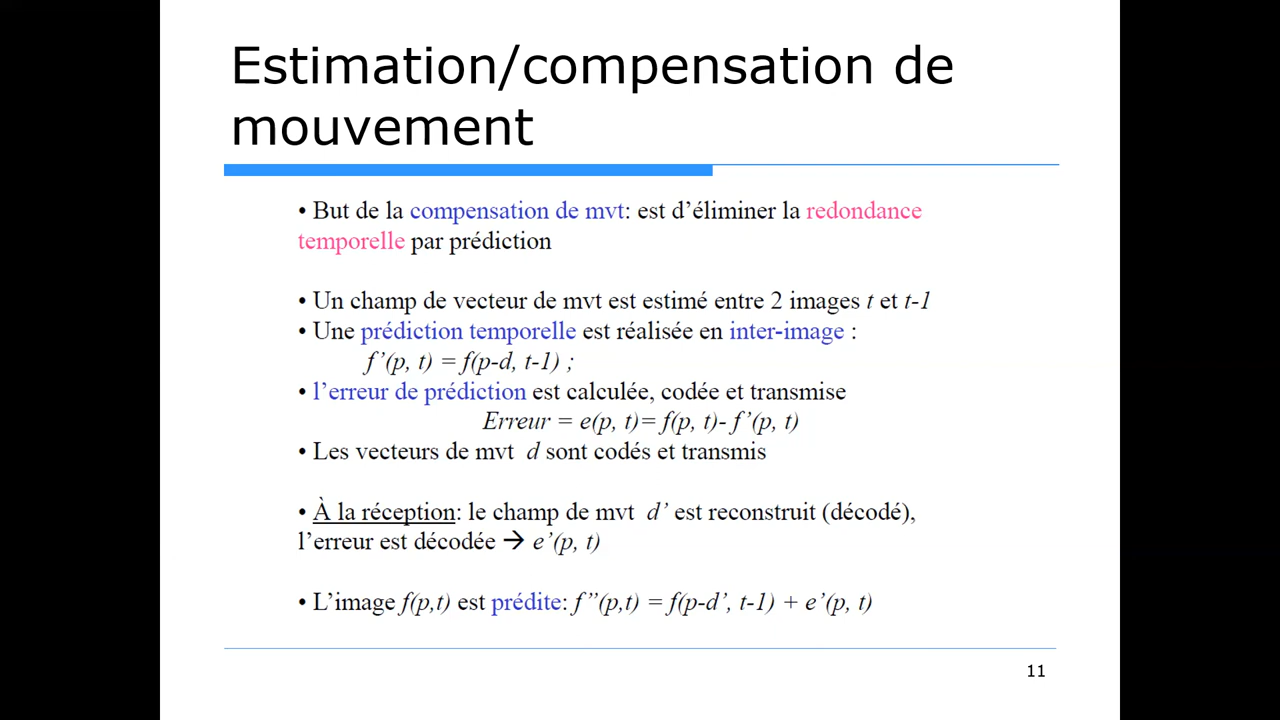 Estimation/compensation de
mouvement
• But de la compensation de mvt: est d’éliminer la redondance
temporelle par prédiction
• Un champ de vecteur de mvt est estimé entre 2 images t et t-1
• Une prédiction temporelle est réalisée en inter-image :
f’(p, t) = f(p-d, t-1) ;
• l’erreur de prédiction est calculée, codée et transmise
Erreur = e(p, t)= f(p, t)- f’(p, t)
• Les vecteurs de mvt d sont codés et transmis
• À la réception: le champ de mvt d’ est reconstruit (décodé),
l’erreur est décodée → e’(p, t)
• L’image f(p,t) est prédite: f”(p,t) = f(p-d’, t-1) + e’(p, t)
11